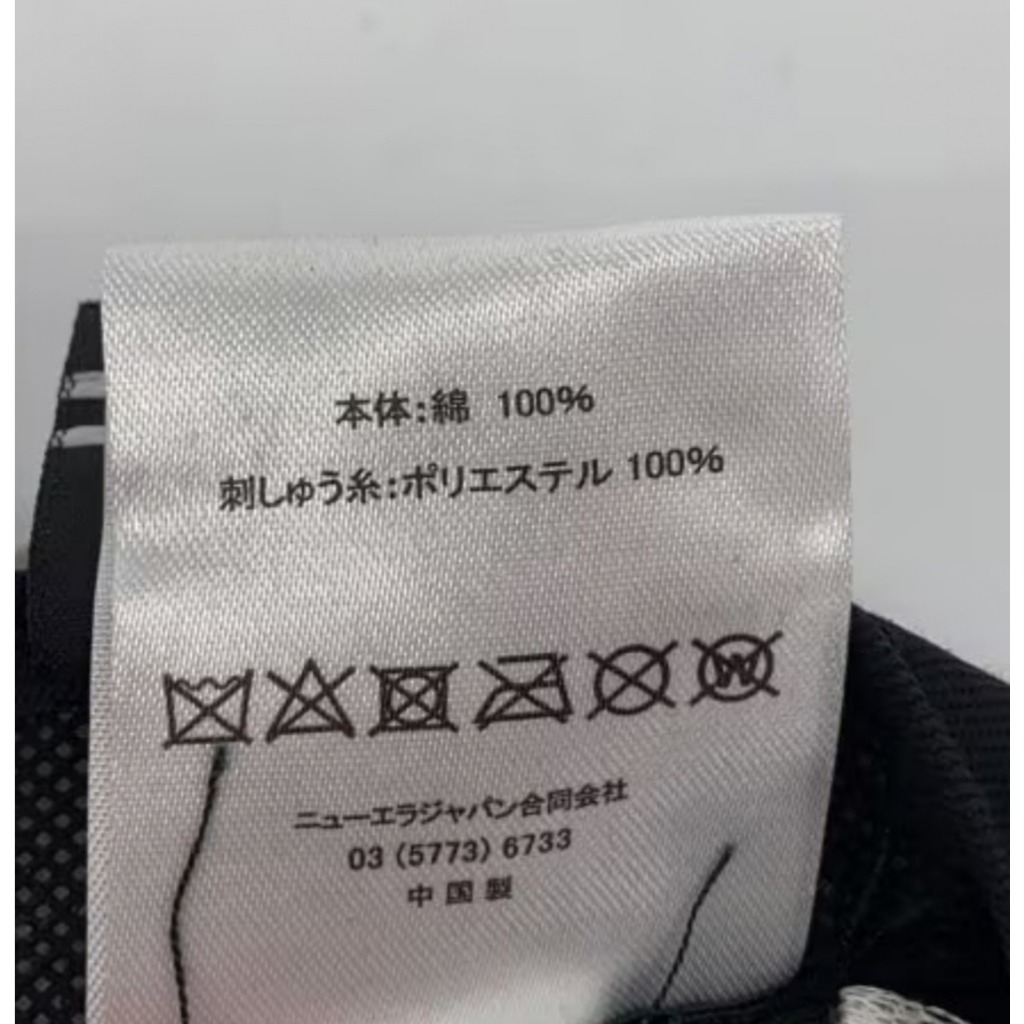 本体:綿 100%
刺しゅう糸:ポリエステル 100%
W
ニューエラジャパン合同会社
03 (5773) 6733
中国製